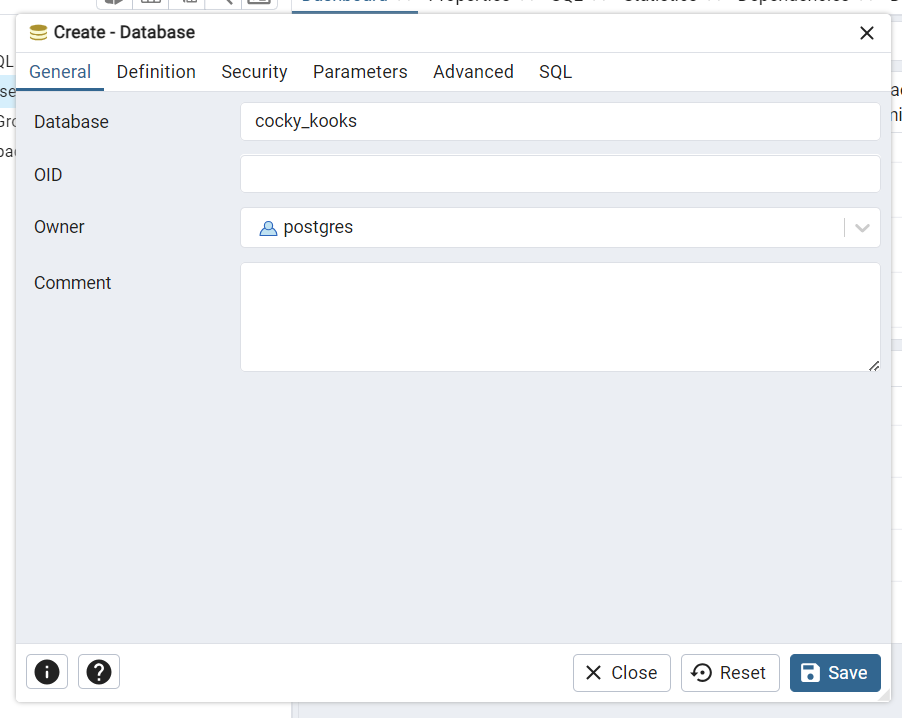 Create - Database
General Definition Security Parameters Advanced SQL
Database cocky_kooks
OID
Owner postgres
Comment
Close Reset Save